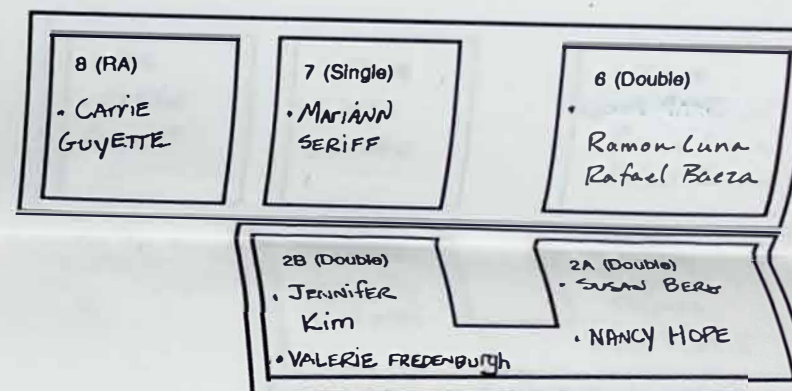 8 (RA)
• CArriE
GUYETTE
7 (Single)
• MAriANN
SERiFF
6 (Double)
•
Ramon Luna
Rafael Baeza
2B (Double)
• JENNiFER
Kim
• VALERIE FREDENBURgh
2A (Double)
• SUSAN BERG
• NANCY HOPE